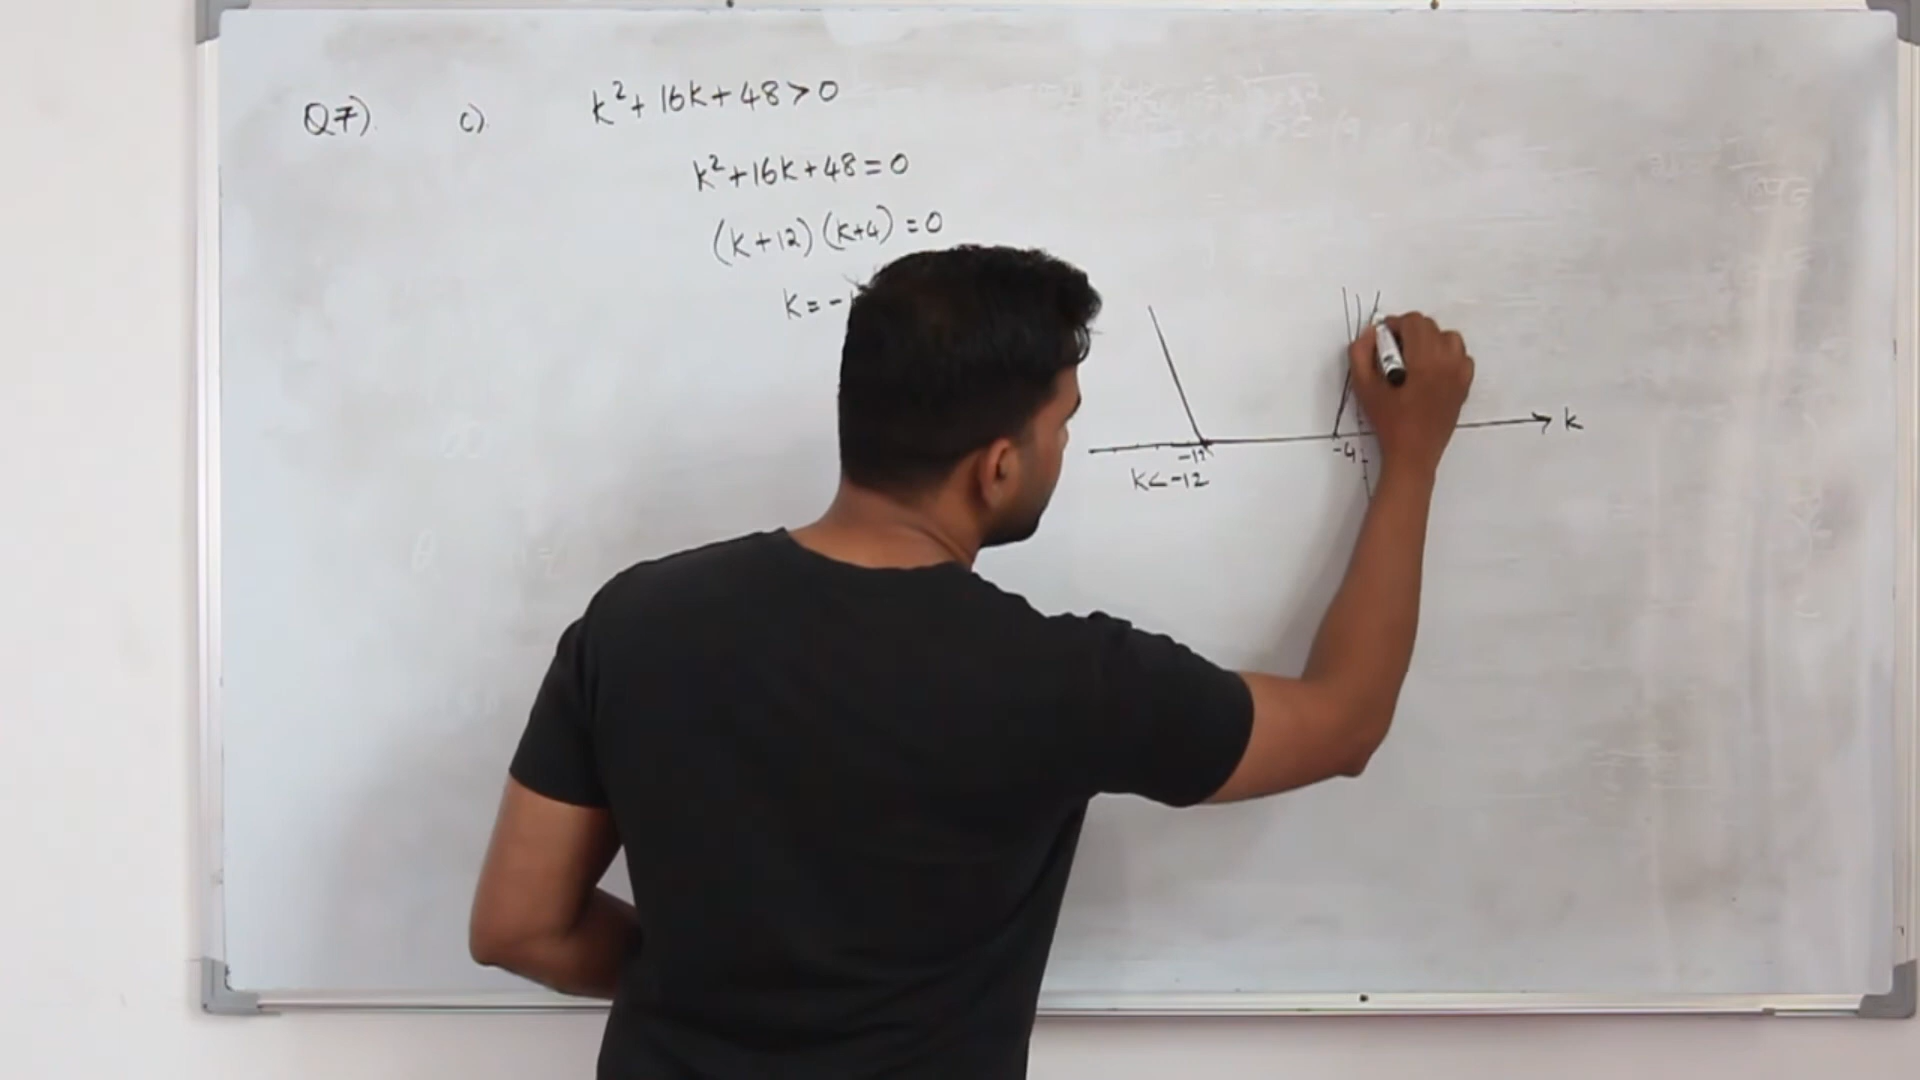 Q7). c). k² + 16k + 48 > 0
k² + 16k + 48 = 0
(k + 12) (k + 4) = 0
k = -
k
-12 -4
k < -12